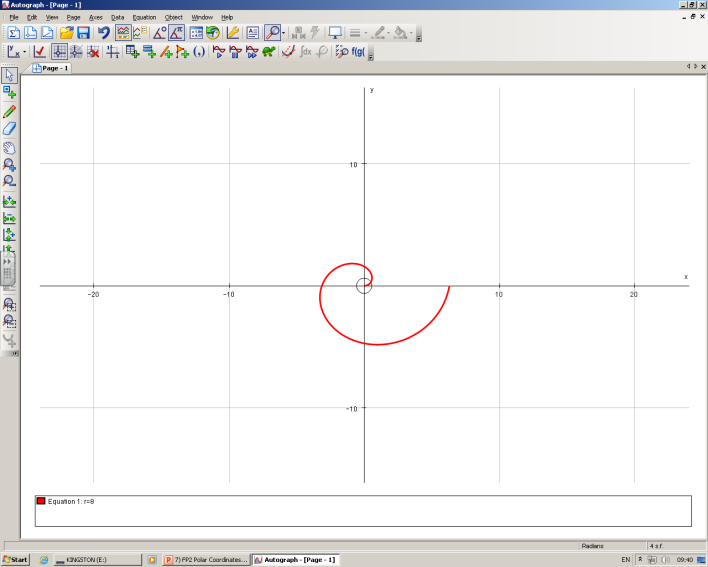 Autograph - [Page - 1]
File Edit View Page Axes Data Equation Object Window Help
f(g(
Page - 1
y
10
x
-20 -10 10 20
-10
Equation 1: r=θ
Radians 4 s.f.
Start KINGSTON (E:) 7) FP2 Polar Coordinates... Autograph - [Page - 1] EN 09:40